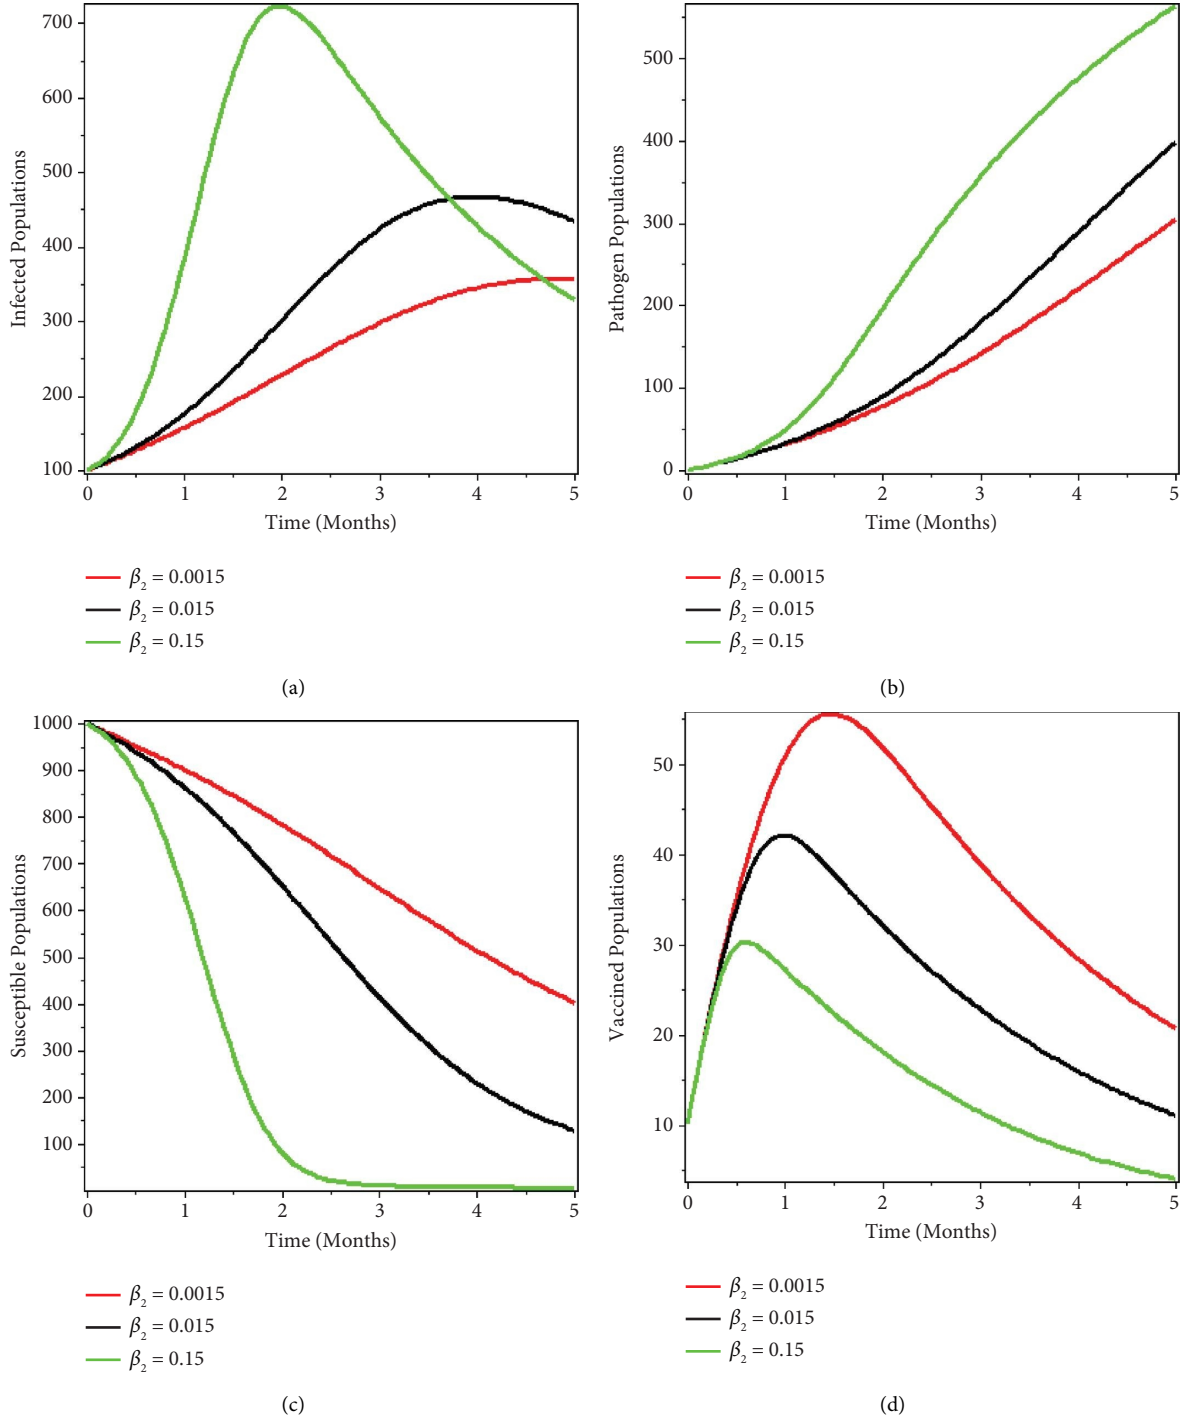 700
600
500
400
300
200
100
Infected Populations
0 1 2 3 4 5
Time (Months)
β₂ = 0.0015
β₂ = 0.015
β₂ = 0.15
(a)
500
400
300
200
100
0
Pathogen Populations
0 1 2 3 4 5
Time (Months)
β₂ = 0.0015
β₂ = 0.015
β₂ = 0.15
(b)
1000
900
800
700
600
500
400
300
200
100
Susceptible Populations
0 1 2 3 4 5
Time (Months)
β₂ = 0.0015
β₂ = 0.015
β₂ = 0.15
(c)
50
40
30
20
10
Vaccined Populations
0 1 2 3 4 5
Time (Months)
β₂ = 0.0015
β₂ = 0.015
β₂ = 0.15
(d)